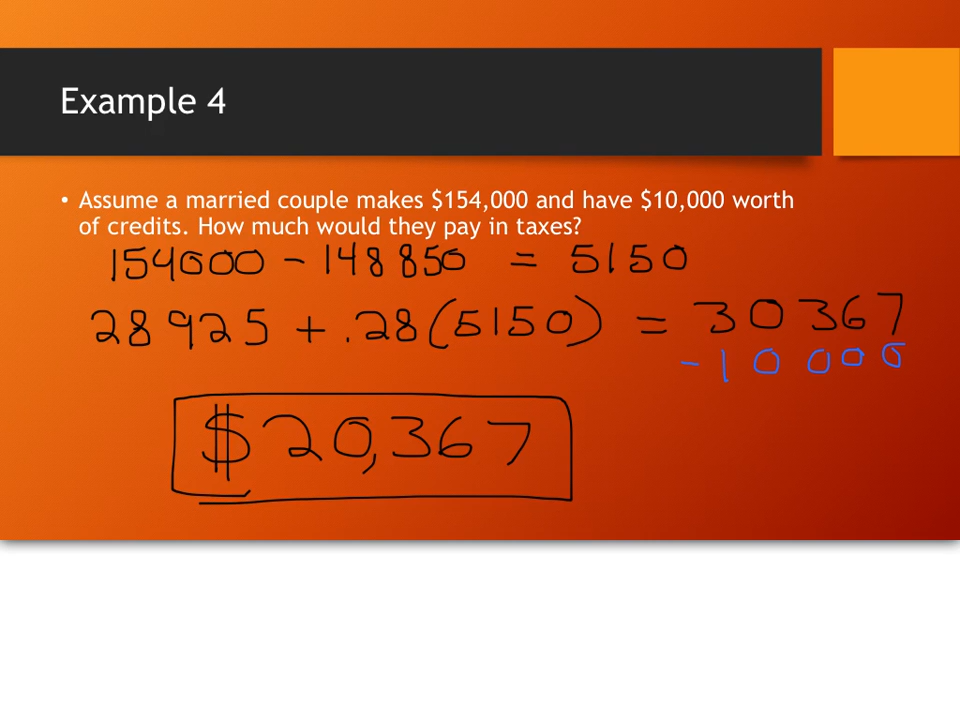 Example 4
• Assume a married couple makes $154,000 and have $10,000 worth
of credits. How much would they pay in taxes?
154000 - 148850 = 5150
28925 + .28(5150) = 30367
- 10000
$20,367